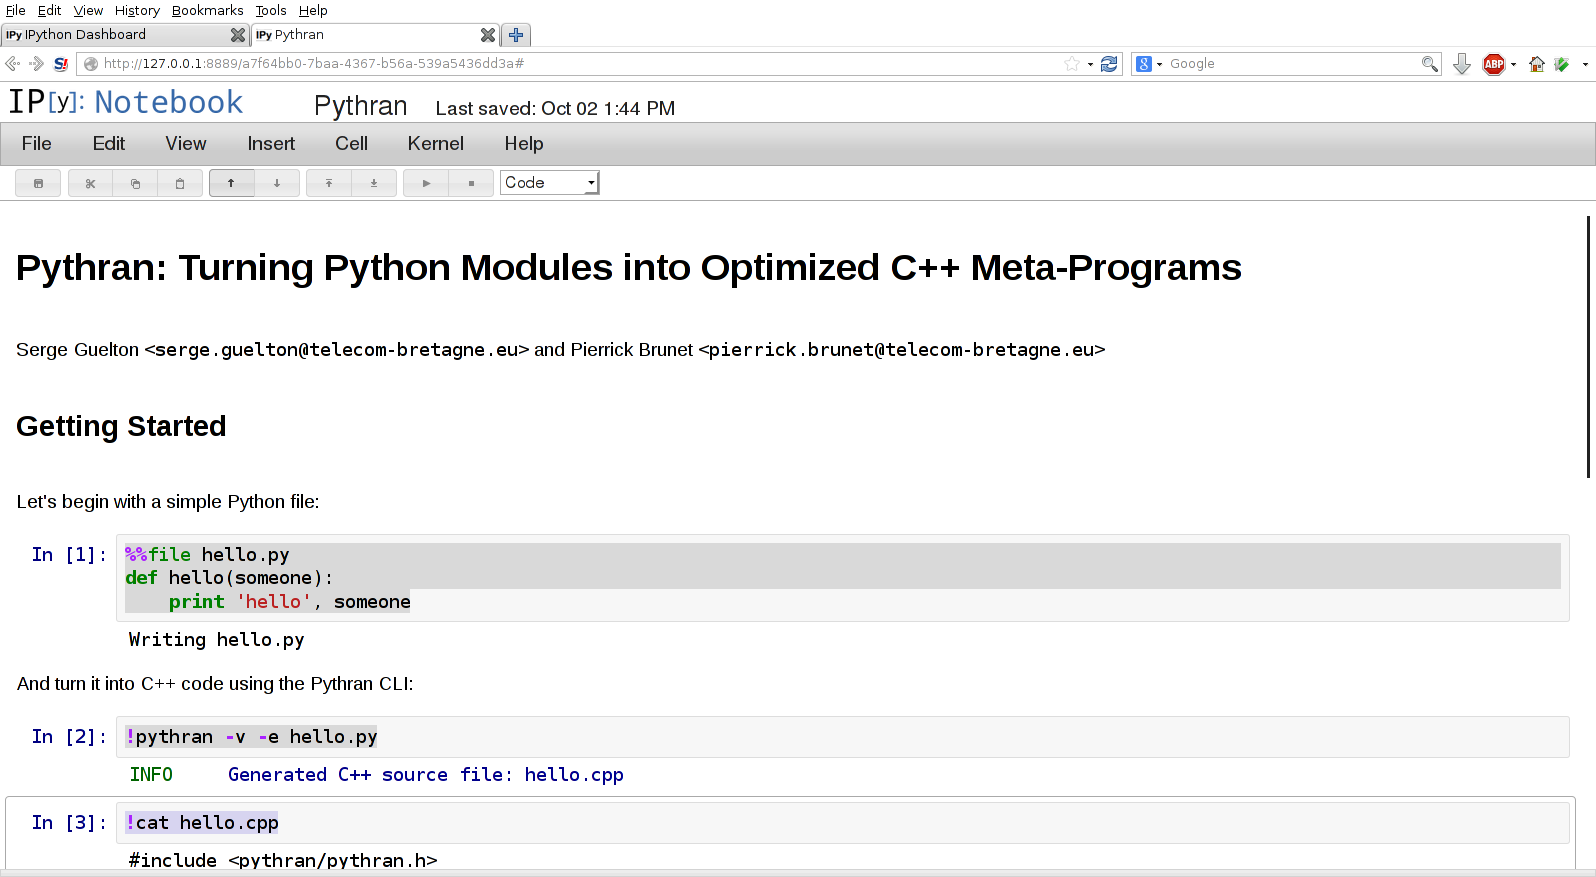 File Edit View History Bookmarks Tools Help
IPy IPython Dashboard IPy Pythran
S! http://127.0.0.1:8889/a7f64bb0-7baa-4367-b56a-539a5436dd3a# 8 Google ABP
IP[y]: Notebook Pythran Last saved: Oct 02 1:44 PM
File Edit View Insert Cell Kernel Help
Code
Pythran: Turning Python Modules into Optimized C++ Meta-Programs
Serge Guelton <serge.guelton@telecom-bretagne.eu> and Pierrick Brunet <pierrick.brunet@telecom-bretagne.eu>
Getting Started
Let's begin with a simple Python file:
In [1]: %%file hello.py
def hello(someone):
    print 'hello', someone
Writing hello.py
And turn it into C++ code using the Pythran CLI:
In [2]: !pythran -v -e hello.py
INFO     Generated C++ source file: hello.cpp
In [3]: !cat hello.cpp
#include <pythran/pythran.h>